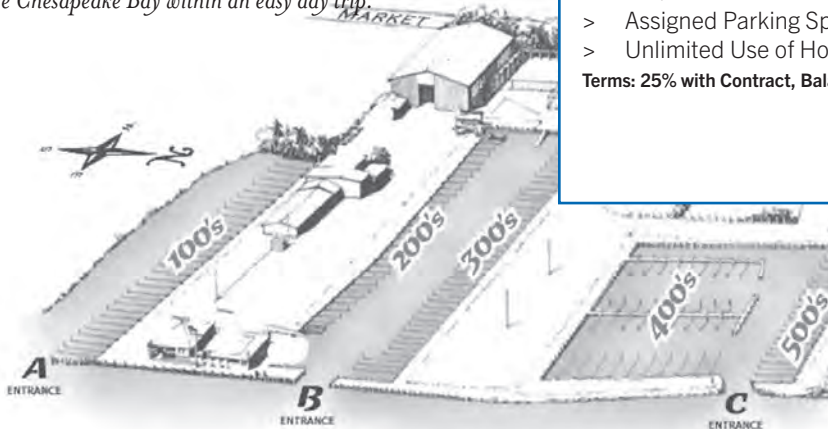 e Chesapeake Bay within an easy day trip.
MARKET
> Assigned Parking Sp
> Unlimited Use of Ho
Terms: 25% with Contract, Bala
N
100's
200's
300's
400's
500's
A
ENTRANCE
B
ENTRANCE
C
ENTRANCE